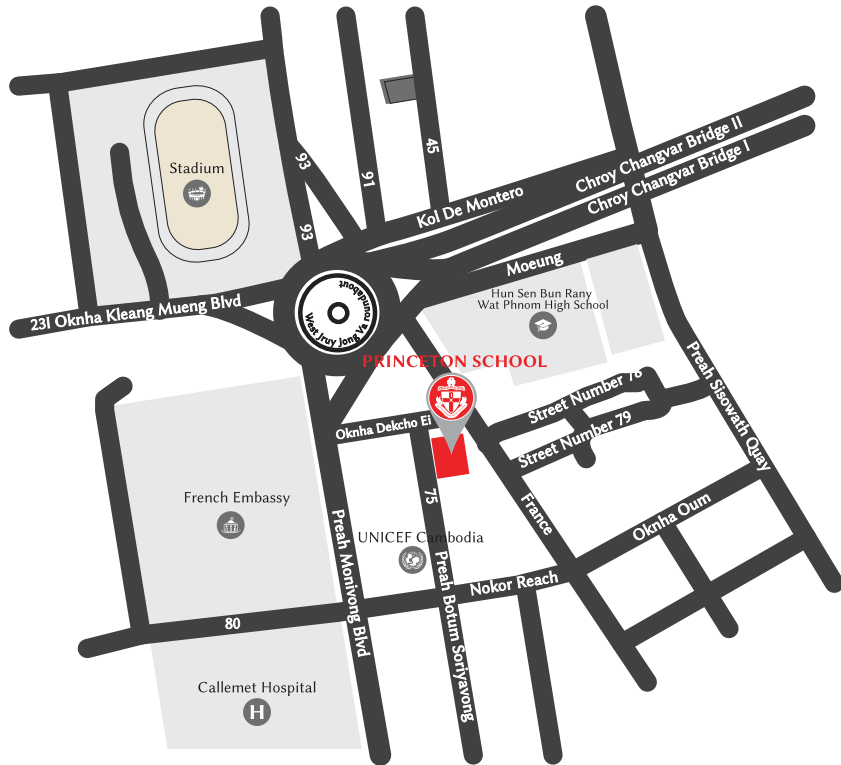 Stadium
93
93
91
45
Kol De Montero
Chroy Changvar Bridge II
Chroy Changvar Bridge I
Moeung
231 Oknha Kleang Mueng Blvd
West Jruy Jong Va roundabout
Hun Sen Bun Rany
Wat Phnom High School
PRINCETON SCHOOL
Street Number 78
Street Number 79
Preah Sisowath Quay
Oknha Dekcho Ei
75
France
Oknha Oum
French Embassy
UNICEF Cambodia
Preah Monivong Blvd
Preah Botum Soriyavong
Nokor Reach
80
Callemet Hospital
H